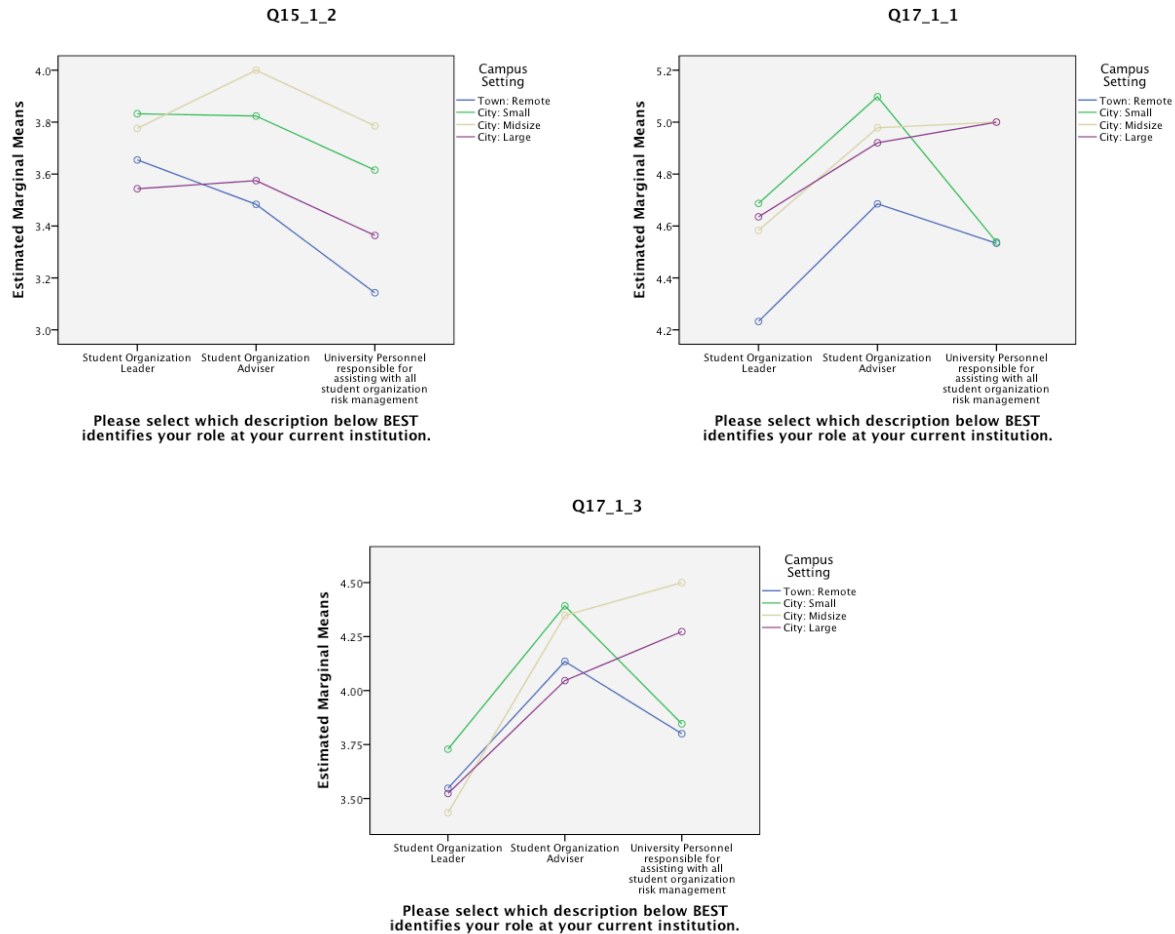 Q15_1_2
Estimated Marginal Means
4.0
3.8
3.6
3.4
3.2
3.0
Campus
Setting
Town: Remote
City: Small
City: Midsize
City: Large
Student Organization
Leader
Student Organization
Adviser
University Personnel
responsible for
assisting with all
student organization
risk management
Please select which description below BEST
identifies your role at your current institution.
Q17_1_1
Estimated Marginal Means
5.2
5.0
4.8
4.6
4.4
4.2
Campus
Setting
Town: Remote
City: Small
City: Midsize
City: Large
Student Organization
Leader
Student Organization
Adviser
University Personnel
responsible for
assisting with all
student organization
risk management
Please select which description below BEST
identifies your role at your current institution.
Q17_1_3
Estimated Marginal Means
4.50
4.25
4.00
3.75
3.50
Campus
Setting
Town: Remote
City: Small
City: Midsize
City: Large
Student Organization
Leader
Student Organization
Adviser
University Personnel
responsible for
assisting with all
student organization
risk management
Please select which description below BEST
identifies your role at your current institution.